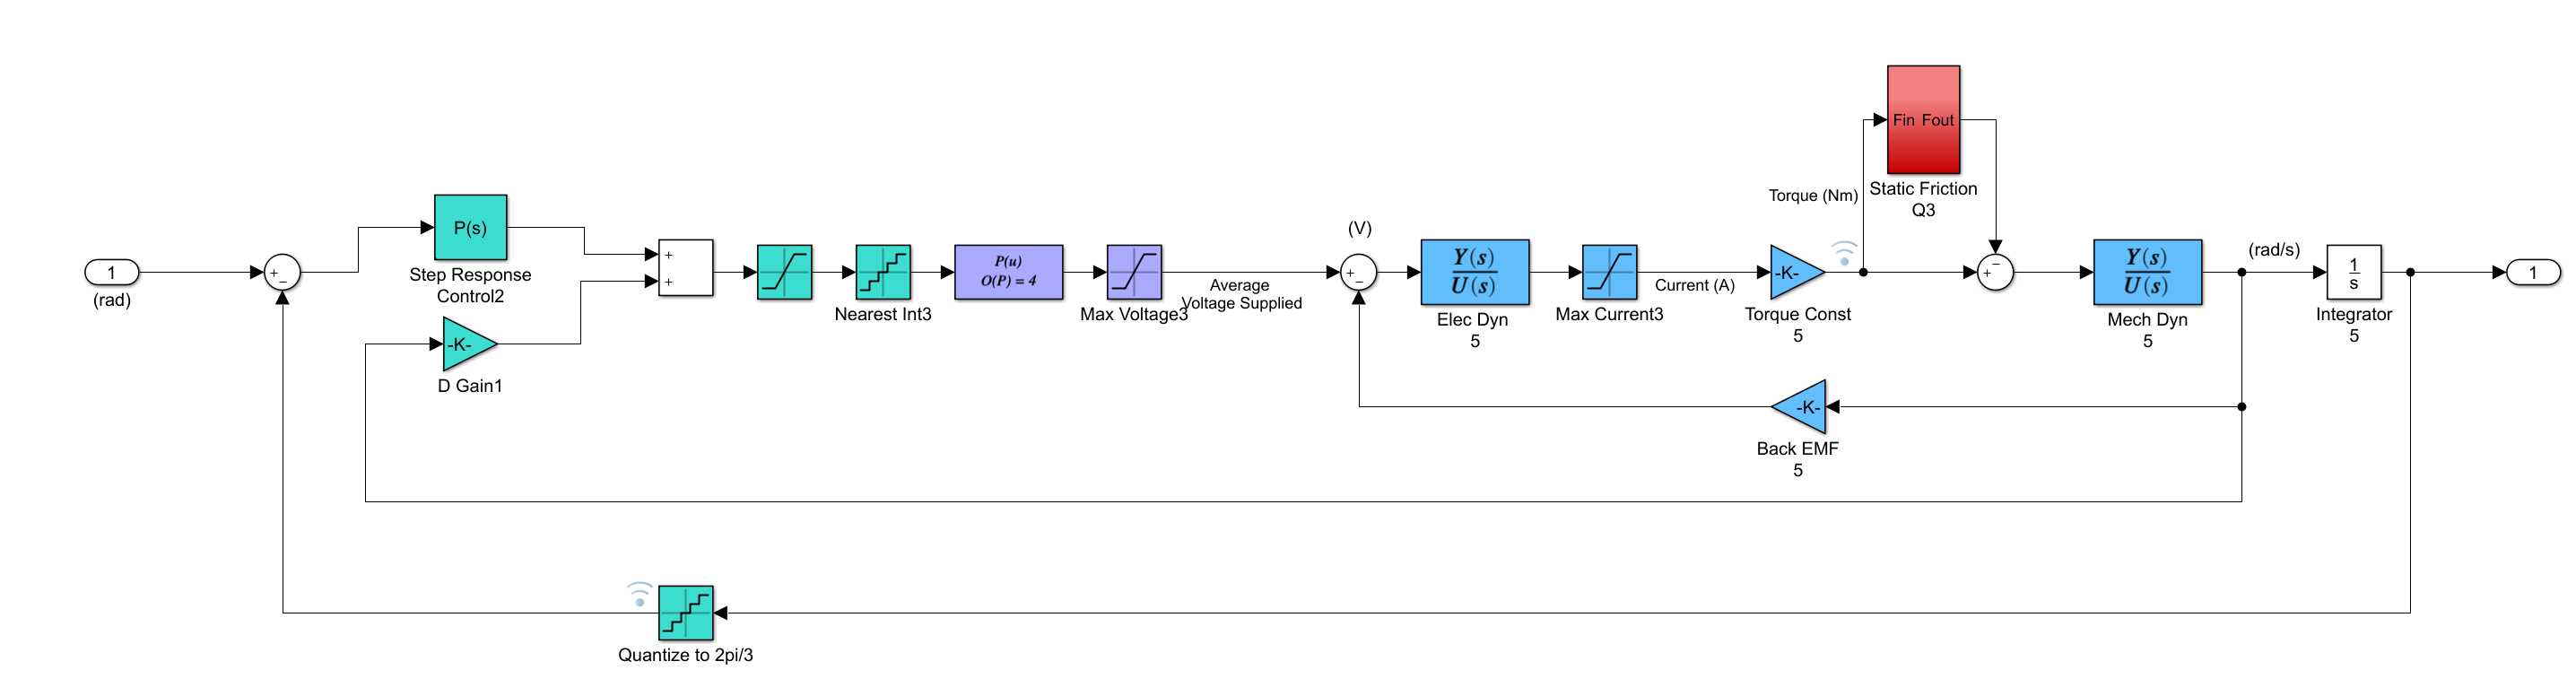 Fin Fout
Static Friction
Q3
Torque (Nm)
1
(rad)
+
−
P(s)
Step Response
Control2
-K-
D Gain1
+
+
Nearest Int3
P(u)
O(P) = 4
Max Voltage3
Average
Voltage Supplied
(V)
+
−
Y(s)
U(s)
Elec Dyn
5
Max Current3
Current (A)
-K-
Torque Const
5
−
+
Y(s)
U(s)
Mech Dyn
5
(rad/s)
1
s
Integrator
5
1
-K-
Back EMF
5
Quantize to 2pi/3